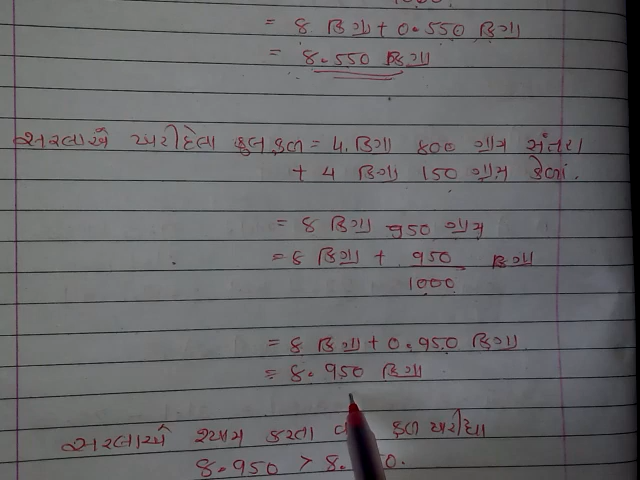 = 8 કિગ્રા + 0.550 કિગ્રા
= 8.550 કિગ્રા
સરલાએ ખરીદેલા કુલ ફળ = 4 કિગ્રા 800 ગ્રામ સંતરા
+ 4 કિગ્રા 150 ગ્રામ કેળાં.
= 8 કિગ્રા 950 ગ્રામ
= 8 કિગ્રા + 950 કિગ્રા
1000
= 8 કિગ્રા + 0.950 કિગ્રા
= 8.950 કિગ્રા
સરલાએ શ્યામ કરતા ફળ ખરીદ્યા
8.950 > 8.